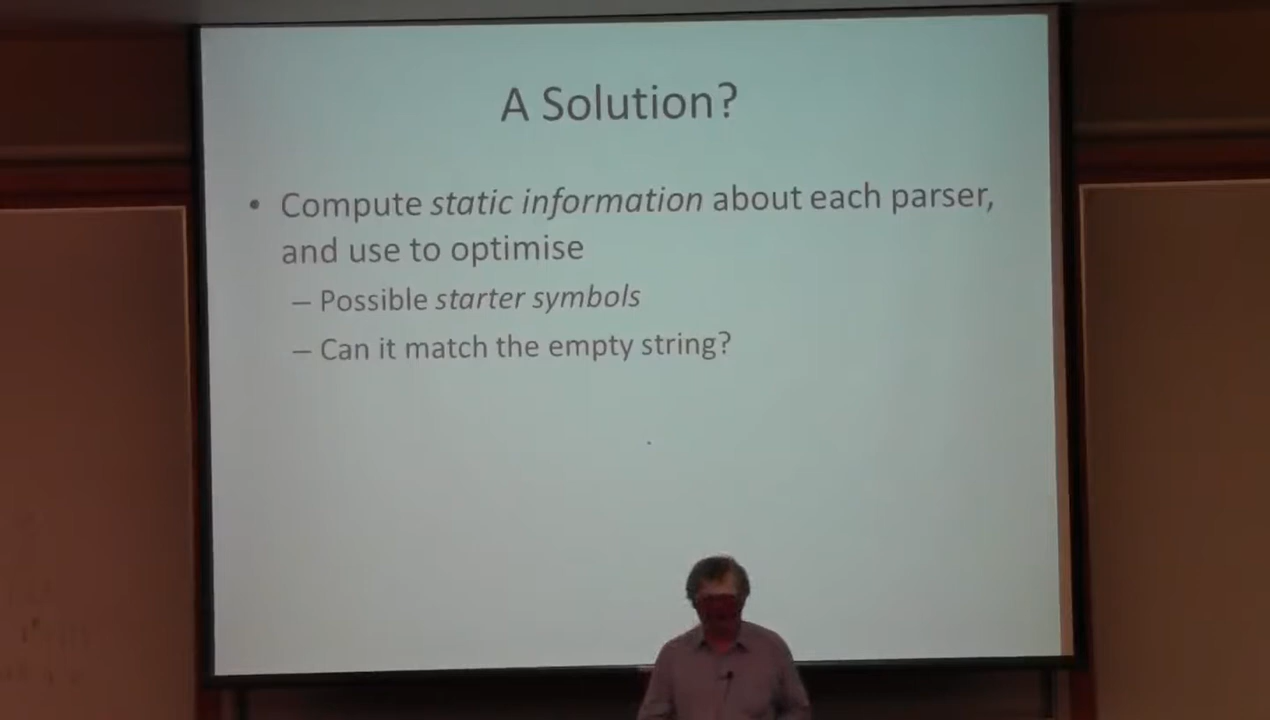 A Solution?
• Compute static information about each parser,
and use to optimise
– Possible starter symbols
– Can it match the empty string?